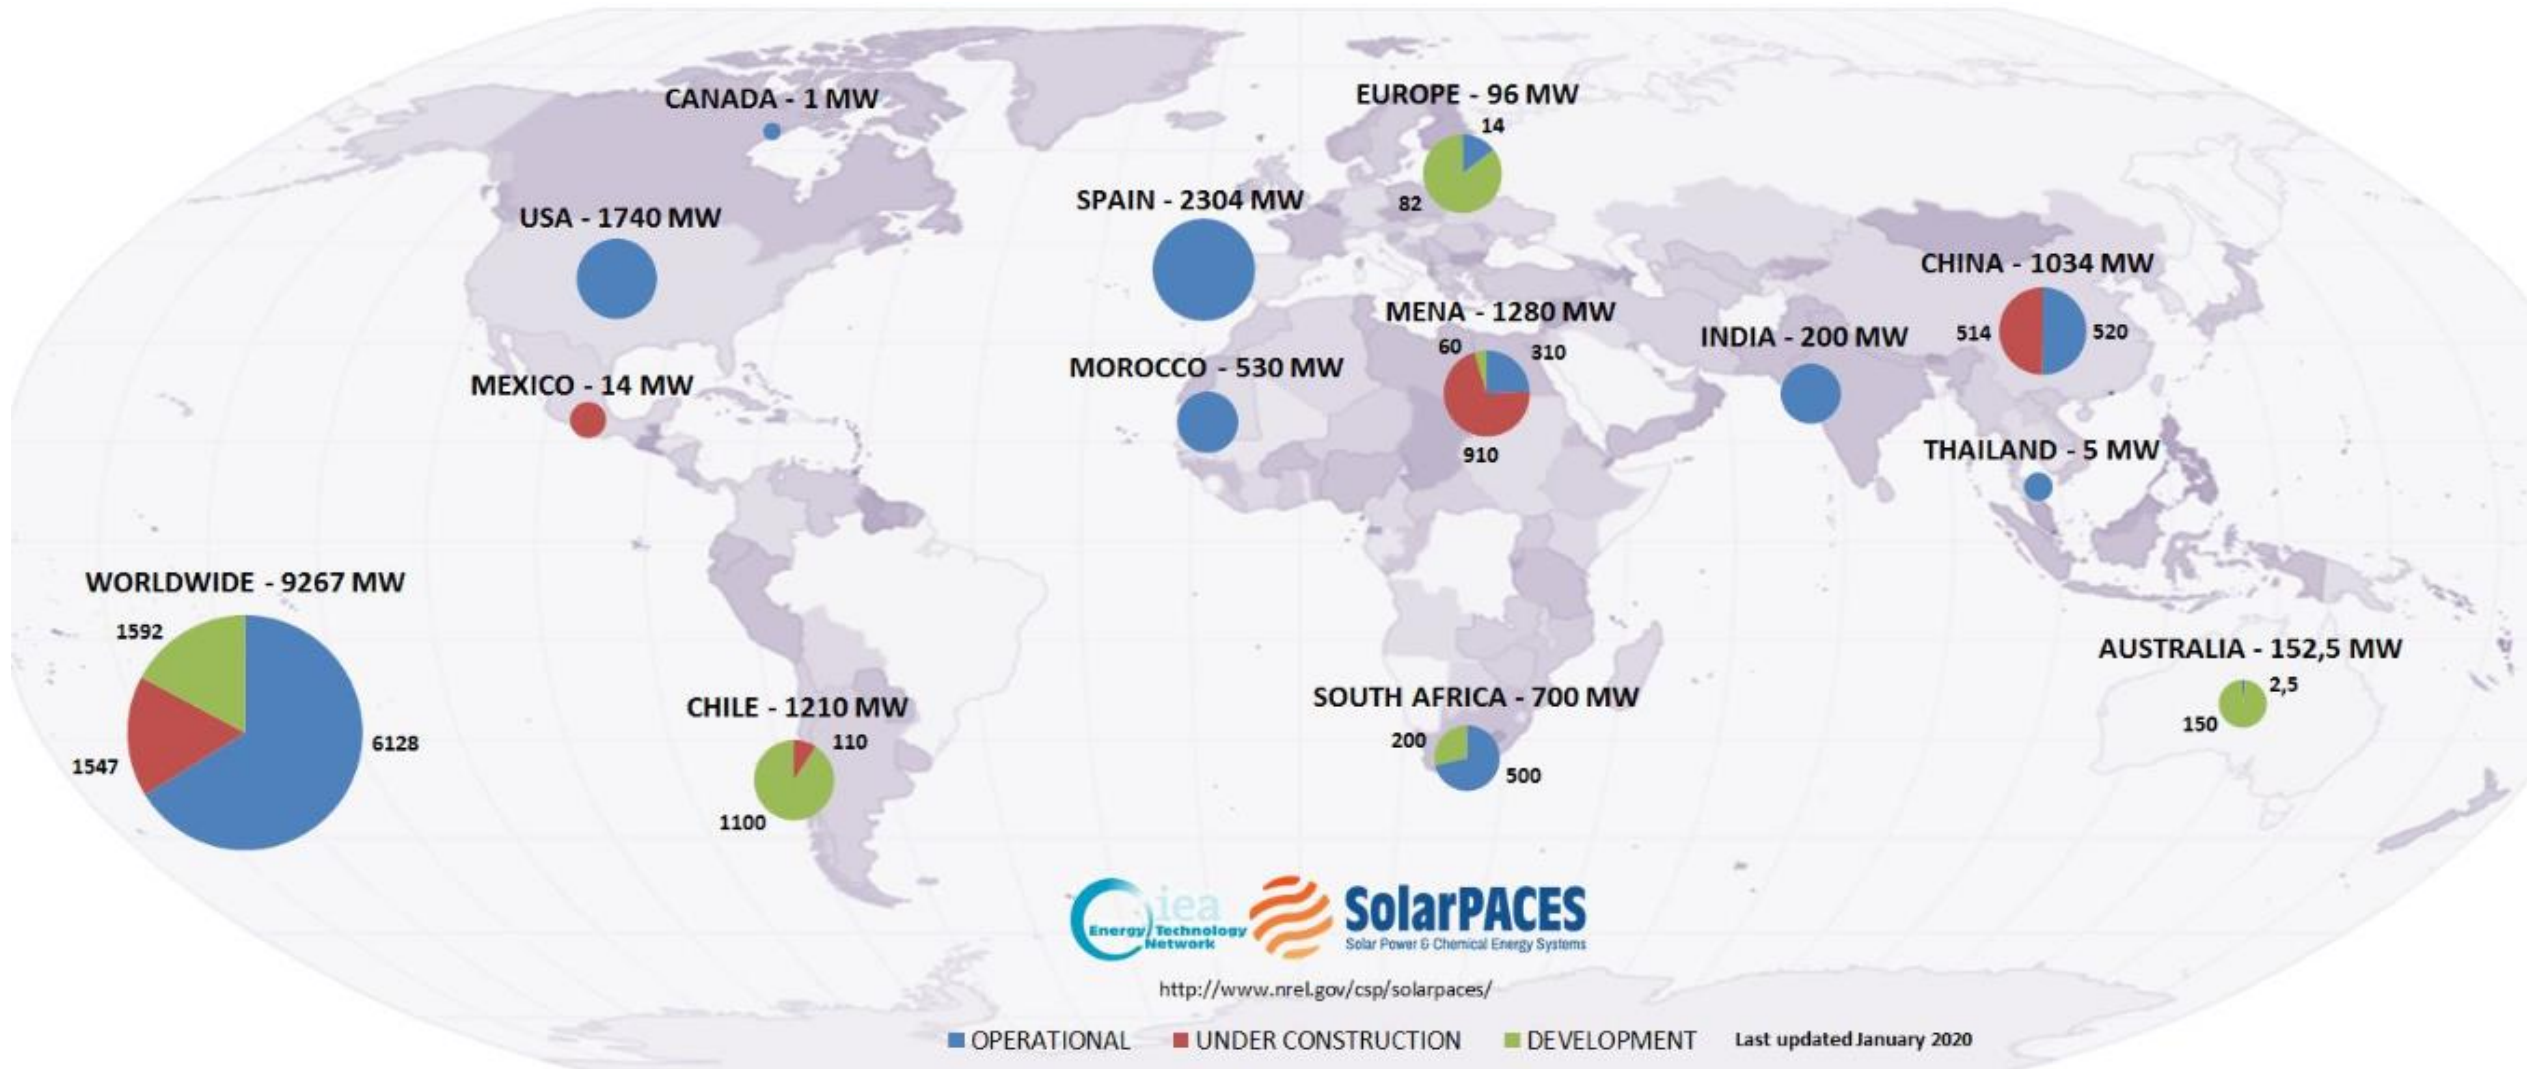 CANADA - 1 MW
EUROPE - 96 MW
14
82
USA - 1740 MW
SPAIN - 2304 MW
CHINA - 1034 MW
514
520
MENA - 1280 MW
60
310
910
INDIA - 200 MW
MOROCCO - 530 MW
MEXICO - 14 MW
THAILAND - 5 MW
WORLDWIDE - 9267 MW
1592
6128
1547
AUSTRALIA - 152,5 MW
2,5
150
CHILE - 1210 MW
110
1100
SOUTH AFRICA - 700 MW
200
500
iea
Energy Technology
Network
SolarPACES
Solar Power & Chemical Energy Systems
http://www.nrel.gov/csp/solarpaces/
OPERATIONAL
UNDER CONSTRUCTION
DEVELOPMENT
Last updated January 2020